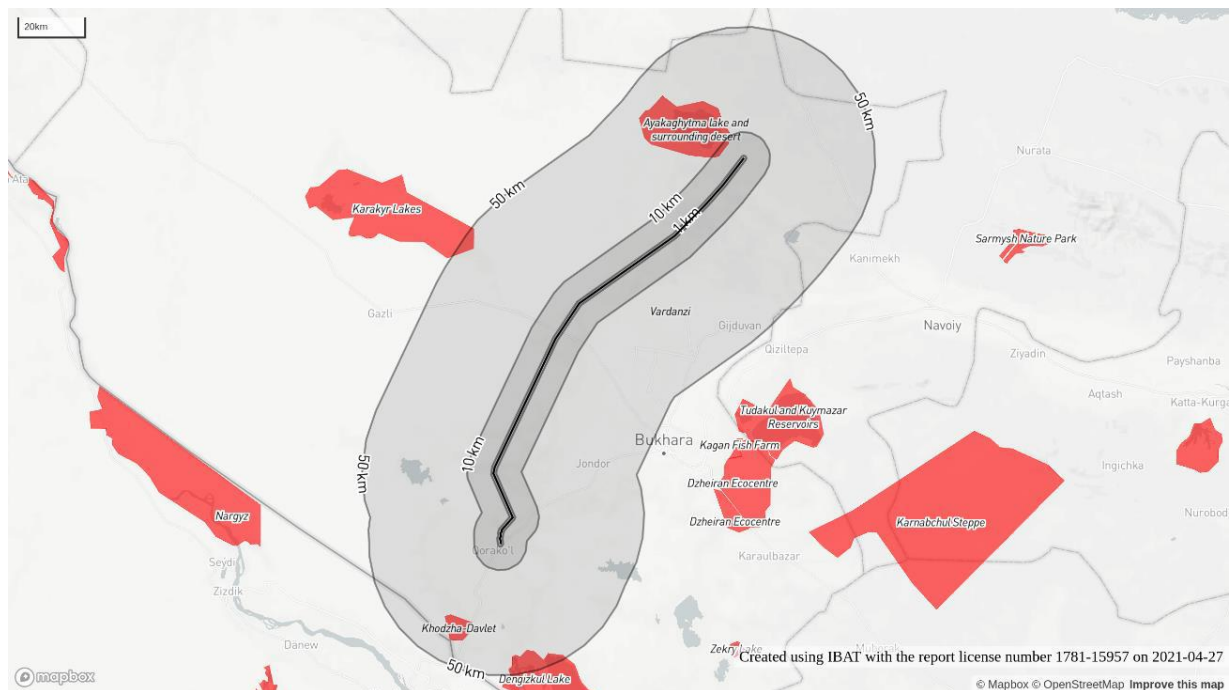 20km
50 km
Ayakaghytma lake and
surrounding desert
Nurata
Karakyr Lakes
50 km
10 km
1 km
Sarmysh Nature Park
Kanimekh
Gazli
Vardanzi
Gijduvan
Navoiy
Qiziltepa
Ziyadin
Payshanba
Aqtash
Katta-Kurga
Tudakul and Kuymazar
Reservoirs
Bukhara
Kagan Fish Farm
10 km
50 km
Jondor
Ingichka
Dzheiran Ecocentre
Nargyz
Dzheiran Ecocentre
Karnabchul Steppe
Nurobod
Qorako'l
Karaulbazar
Seydi
Zizdik
Khodzha-Davlet
Danew
Zekry Lake
50 km
Dengizkul Lake
Created using IBAT with the report license number 1781-15957 on 2021-04-27
mapbox
© Mapbox © OpenStreetMap Improve this map